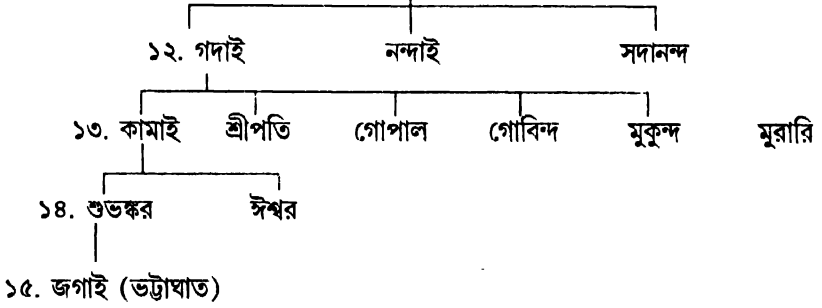 ১২. গদাই নন্দাই সদানন্দ
১৩. কামাই শ্রীপতি গোপাল গোবিন্দ মুকুন্দ মুরারি
১৪. শুভঙ্কর ঈশ্বর
১৫. জগাই (ভট্টাঘাত)